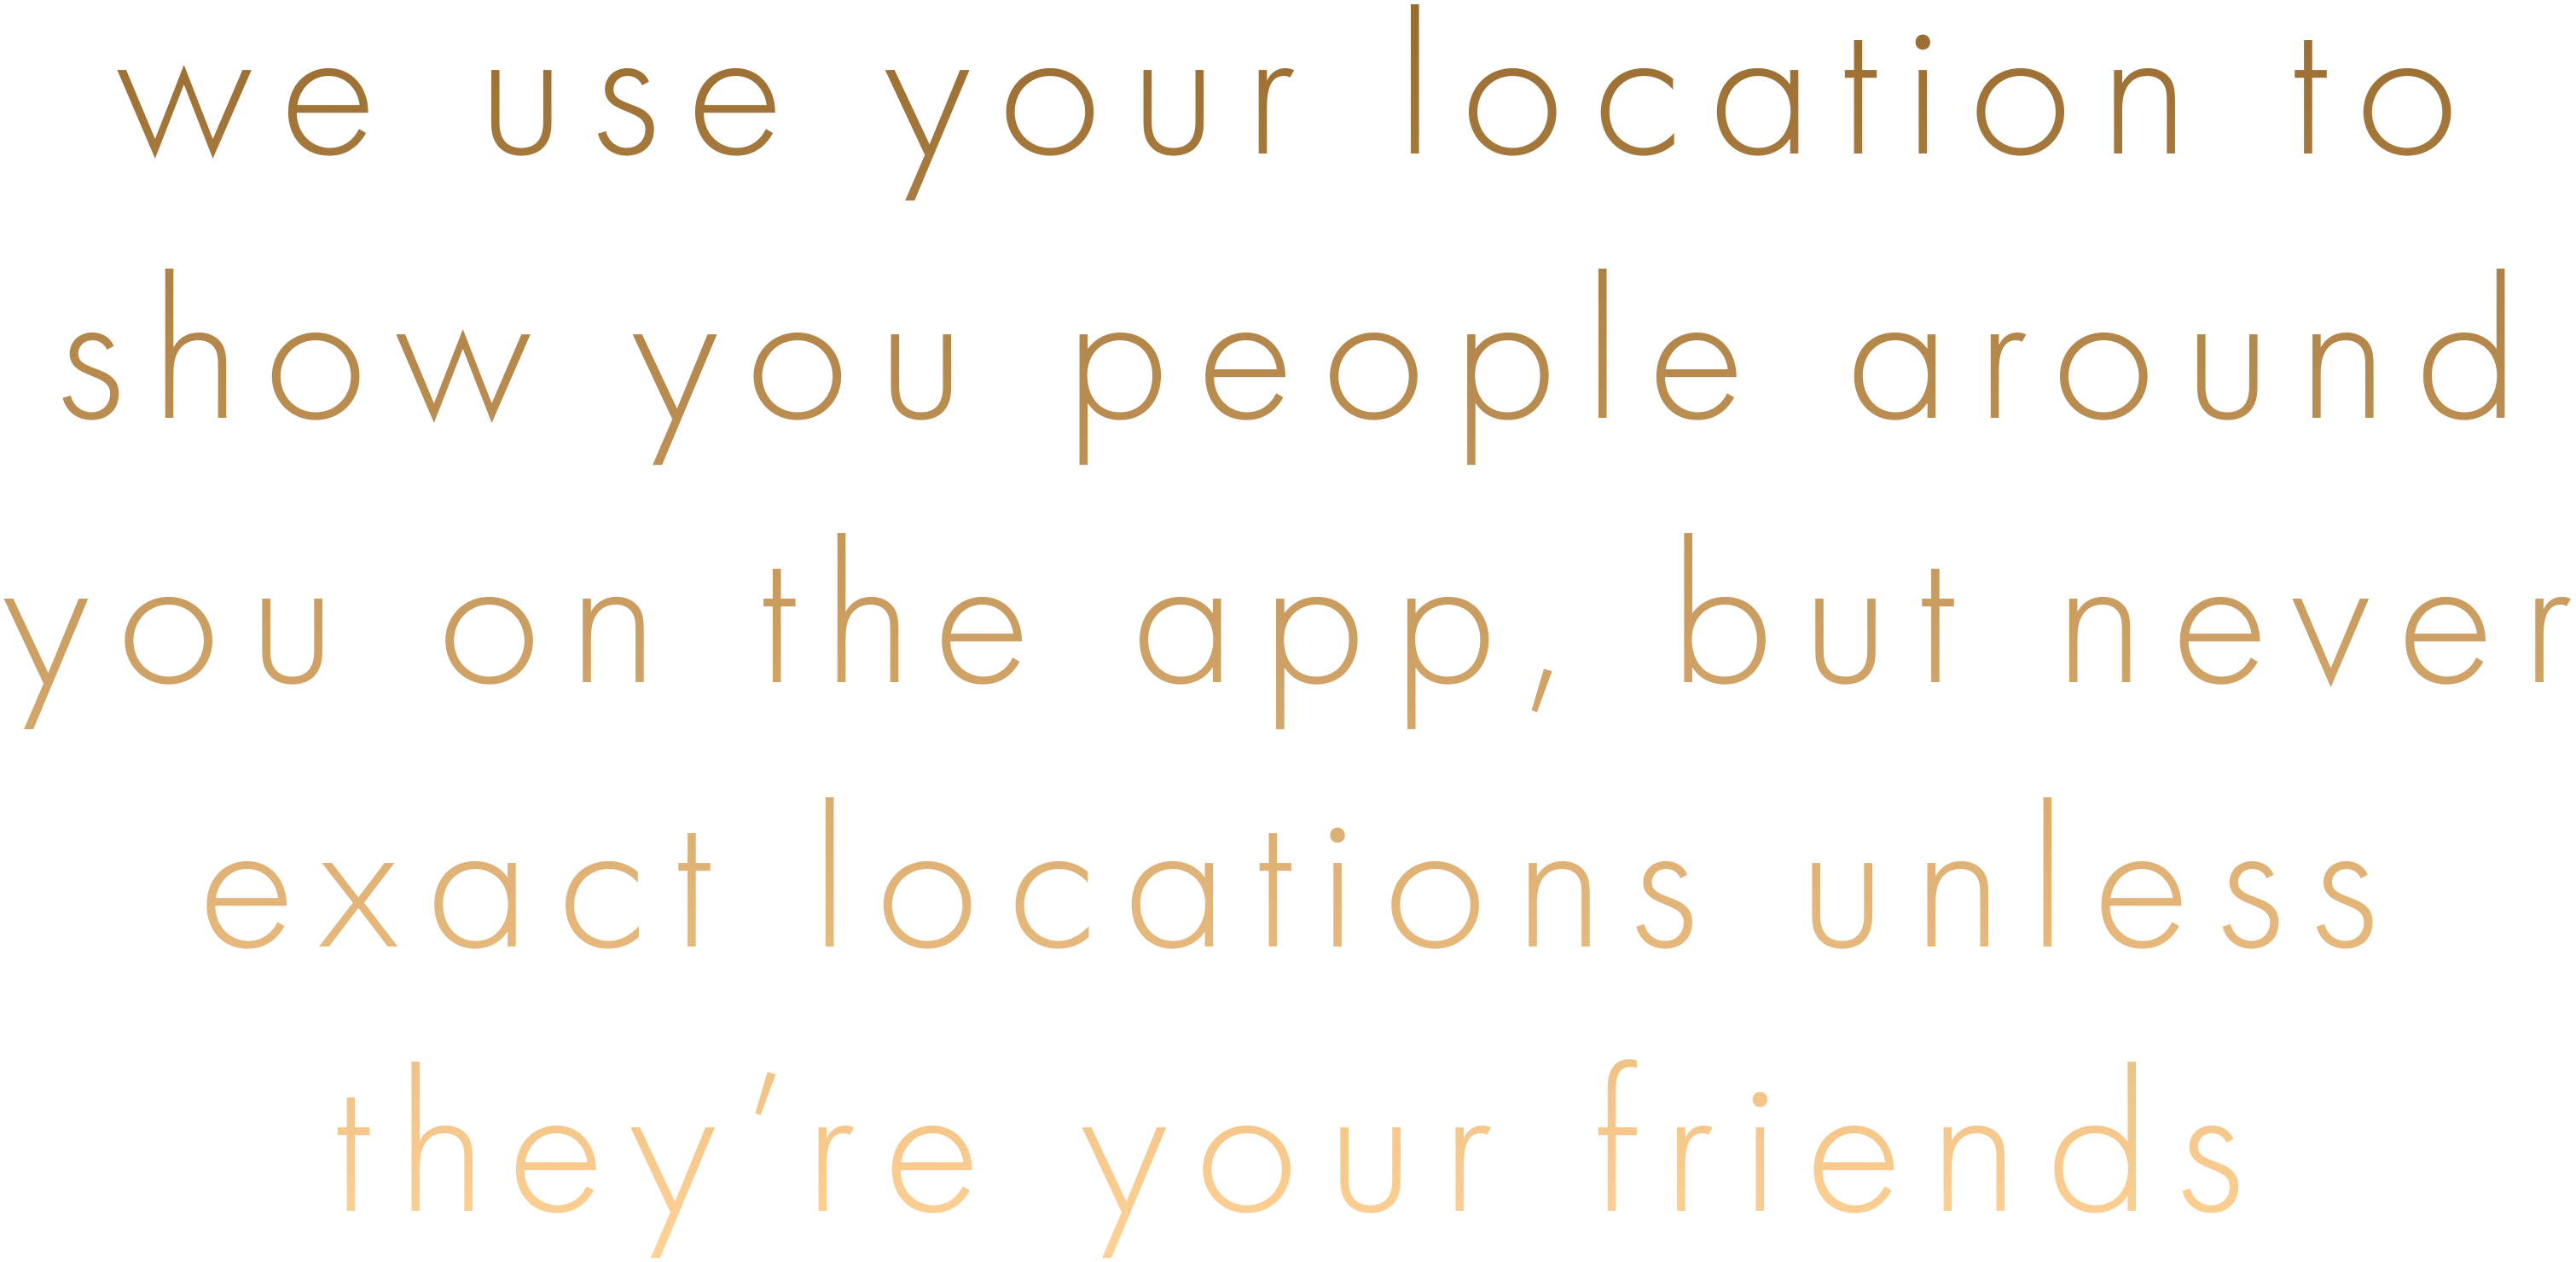 we use your location to
show you people around
you on the app, but never
exact locations unless
they’re your friends